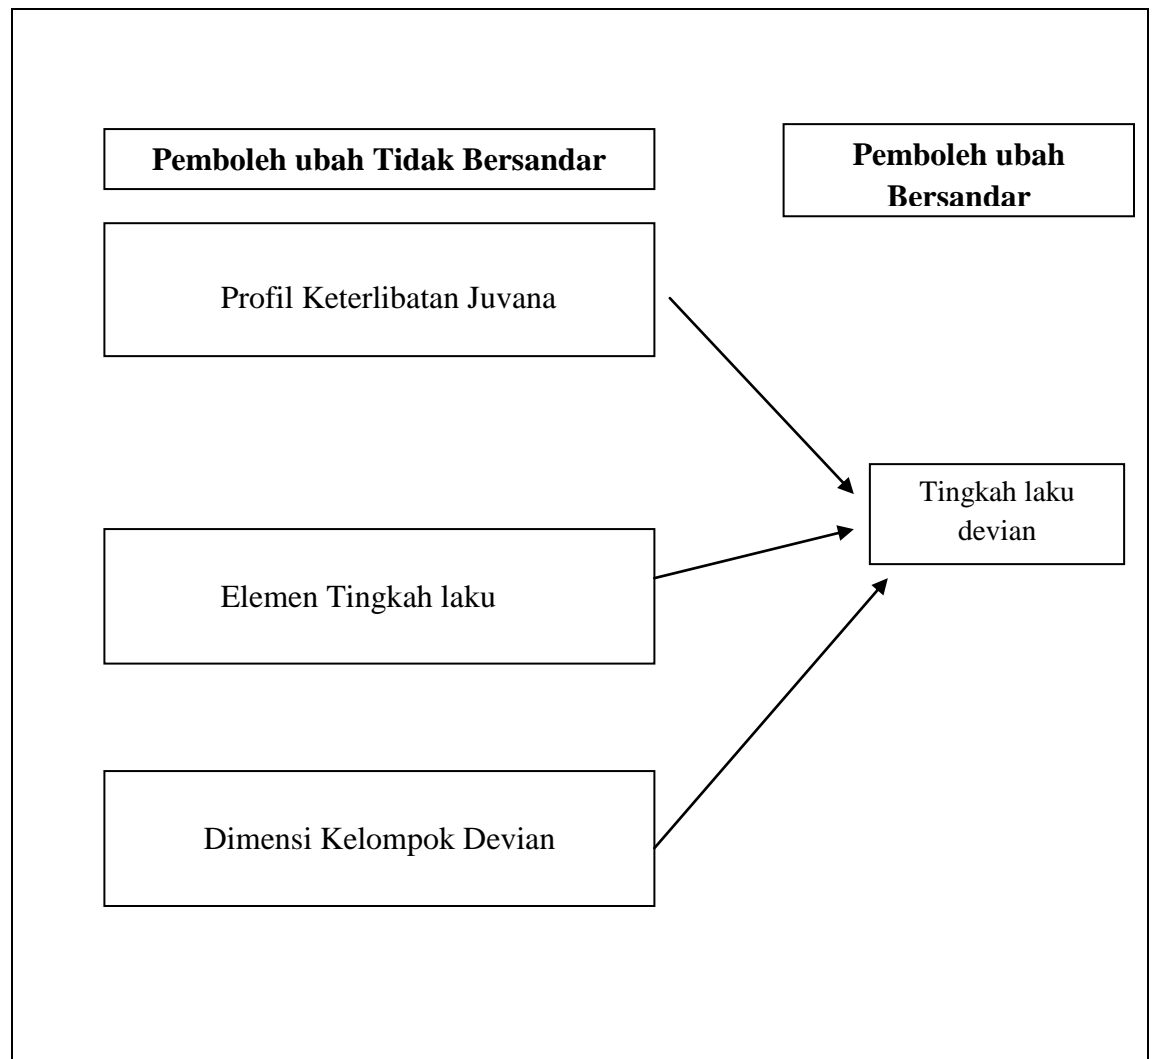 Pemboleh ubah Tidak Bersandar
Pemboleh ubah
Bersandar
Profil Keterlibatan Juvana
Tingkah laku
devian
Elemen Tingkah laku
Dimensi Kelompok Devian